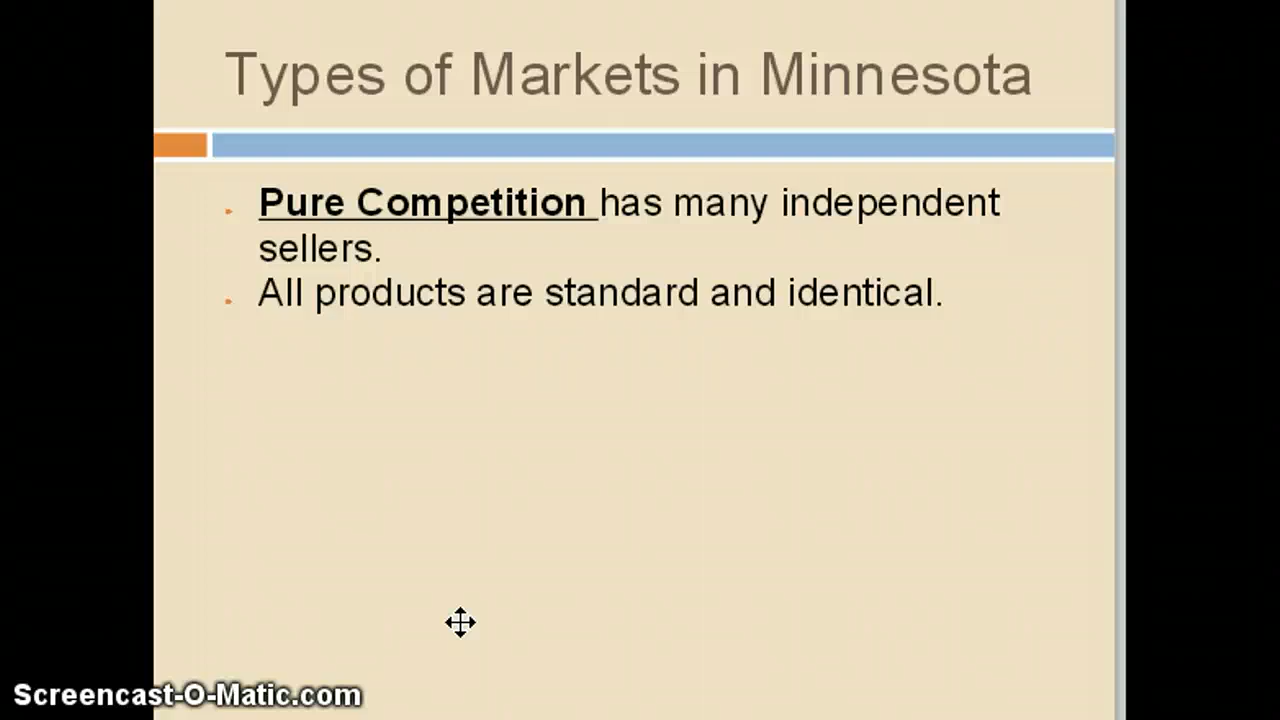 Types of Markets in Minnesota
Pure Competition has many independent
sellers.
All products are standard and identical.
Screencast-O-Matic.com